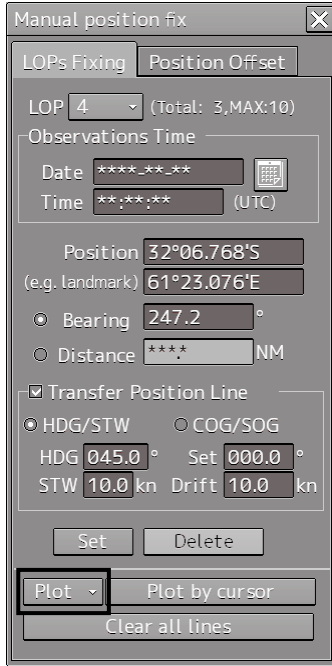 Manual position fix X
LOPs Fixing Position Offset
LOP 4 (Total: 3,MAX:10)
Observations Time
Date ****-**-**
Time **:**:** (UTC)
Position 32°06.768'S
(e.g. landmark) 61°23.076'E
Bearing 247.2 °
Distance ***.* NM
Transfer Position Line
HDG/STW COG/SOG
HDG 045.0 ° Set 000.0 °
STW 10.0 kn Drift 10.0 kn
Set Delete
Plot Plot by cursor
Clear all lines